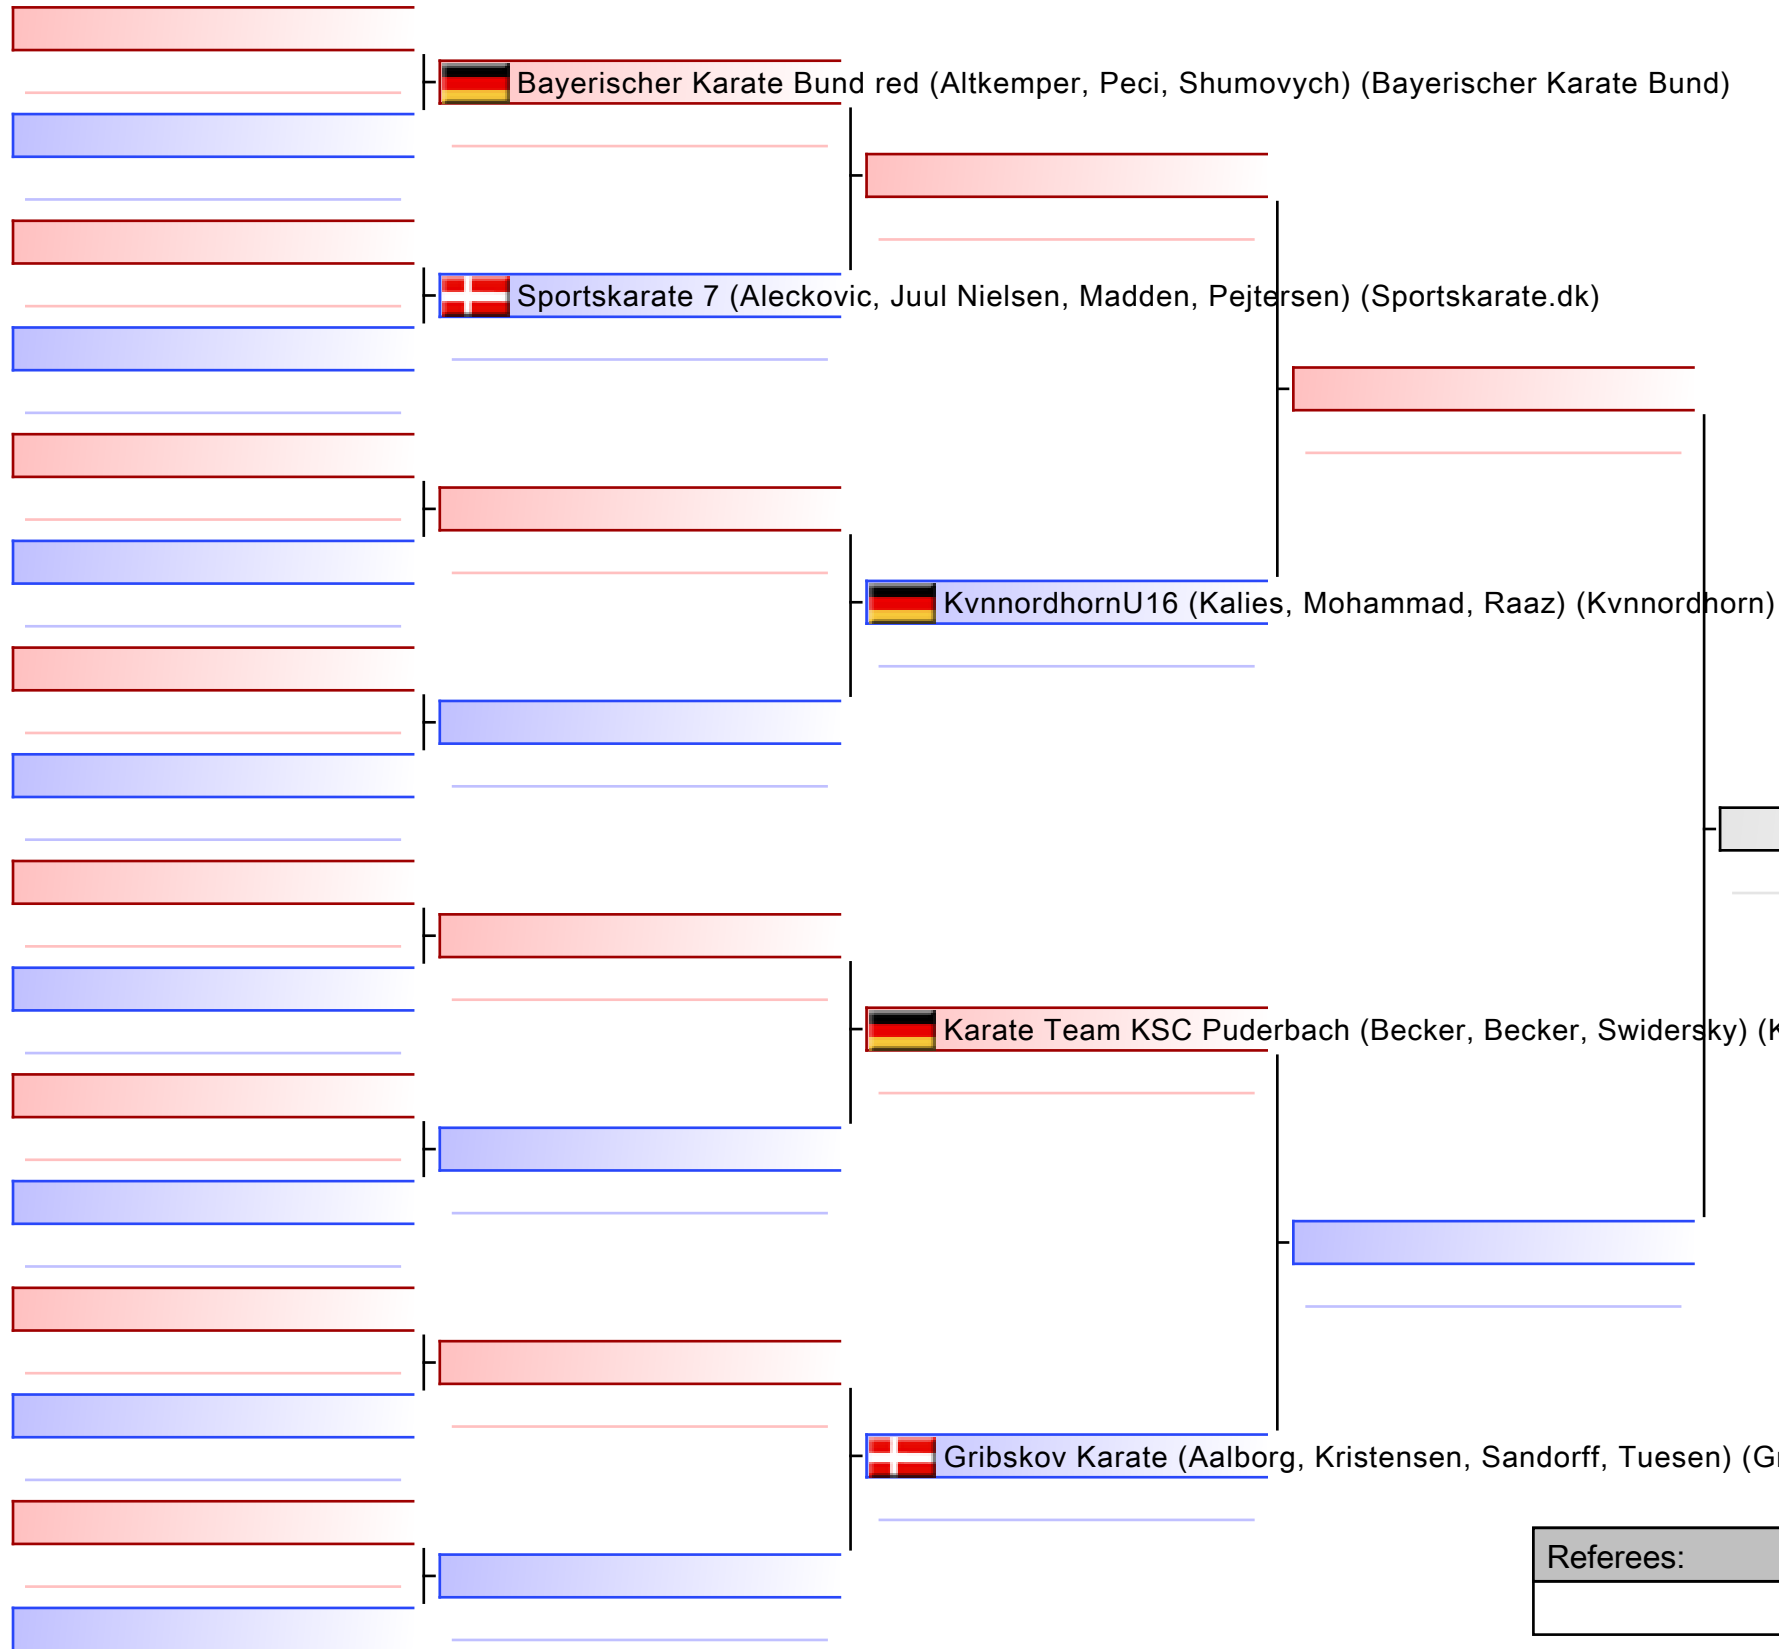 Bayerischer Karate Bund red (Altkemper, Peci, Shumovych) (Bayerischer Karate Bund)
Sportskarate 7 (Aleckovic, Juul Nielsen, Madden, Pejtersen) (Sportskarate.dk)
KvnnordhornU16 (Kalies, Mohammad, Raaz) (Kvnnordhorn)
Karate Team KSC Puderbach (Becker, Becker, Swidersky) (
Gribskov Karate (Aalborg, Kristensen, Sandorff, Tuesen) (
Referees: